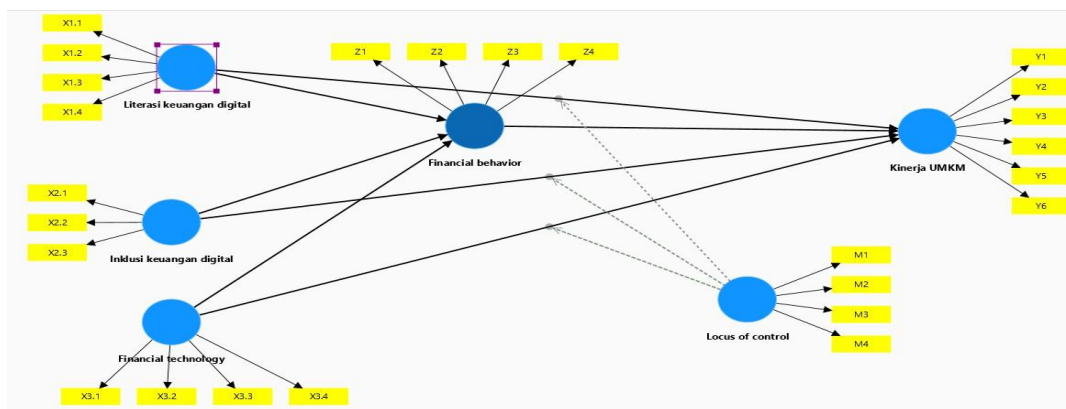 X1.1
X1.2
X1.3
X1.4
Literasi keuangan digital
Z1
Z2
Z3
Z4
Financial behavior
Y1
Y2
Y3
Y4
Y5
Y6
Kinerja UMKM
X2.1
X2.2
X2.3
Inklusi keuangan digital
M1
M2
M3
M4
Locus of control
Financial technology
X3.1
X3.2
X3.3
X3.4